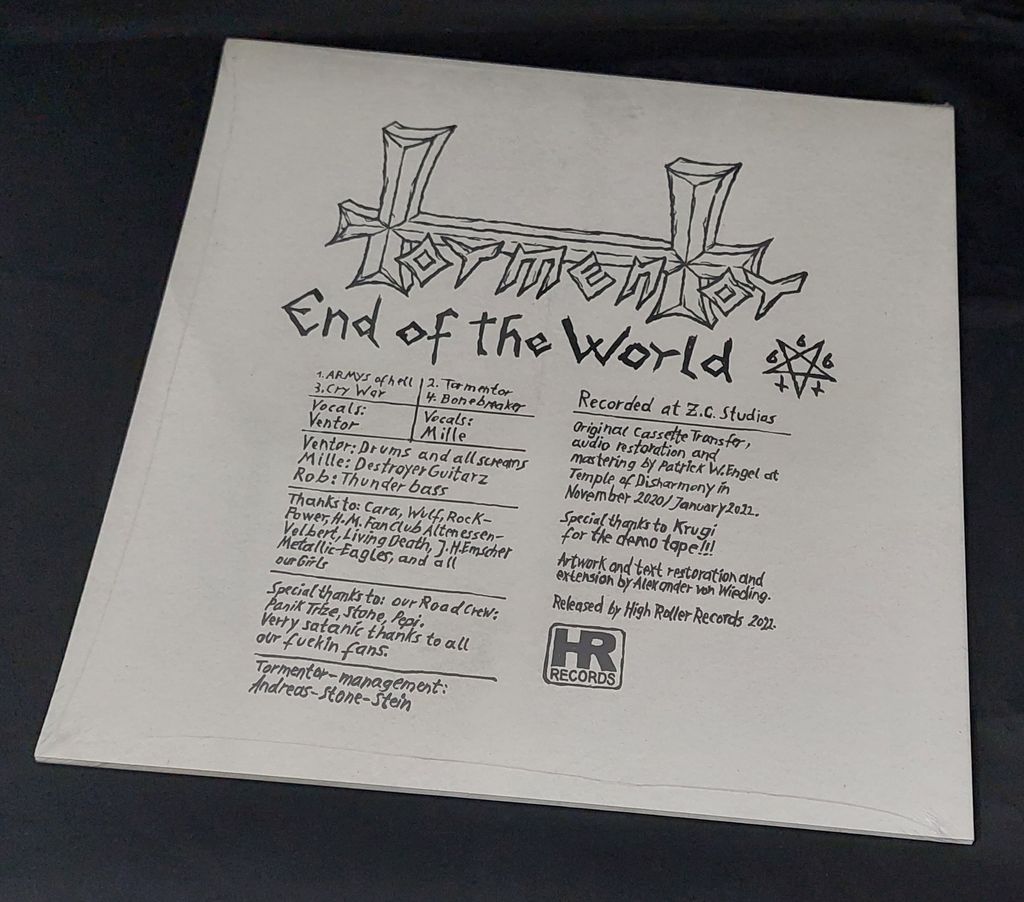 Tormentor
End of the World
6 6 6
1. ARMYS of hell
2. Tormentor
3. Cry War
4. Bonebreaker
Vocals:
Ventor
Vocals:
Mille
Ventor: Drums and all screams
Mille: Destroyer Guitarz
Rob: Thunder bass
Thanks to: Cara, Wulf, Rock-
Power, H.M. Fanclub Altenessen-
Velbert, Living Death, J.H. Emscher
Metallic-Eagles, and all
our Girls
Special thanks to: our Road Crew:
Panik Trize, Stone, Pepi.
Verry satanic thanks to all
our fuckin fans.
Tormentor-management:
Andreas-Stone-Stein
Recorded at Z.C. Studios
Original Cassette Transfer,
audio restoration and
mastering by Patrick W. Engel at
Temple of Disharmony in
November 2020/January 2022.
Special thanks to Krugi
for the demo tape!!!
Artwork and text restoration and
extension by Alexander von Wieding.
Released by High Roller Records 2022.
HR
RECORDS